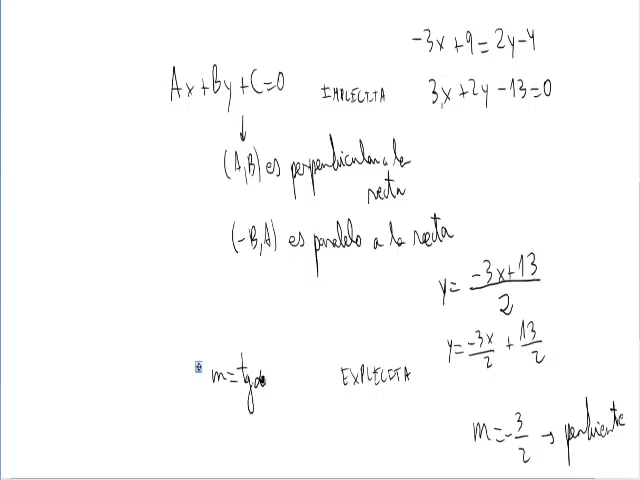 -3x+9=2y-4
Ax+By+C=0 IMPLICITA 3x+2y-13=0
↓
(A,B) es perpendicular a la
recta
(-B,A) es paralelo a la recta
y= -3x+13 / 2
y= -3x/2 + 13/2
m=tgα EXPLICITA
m=-3/2 → pendiente